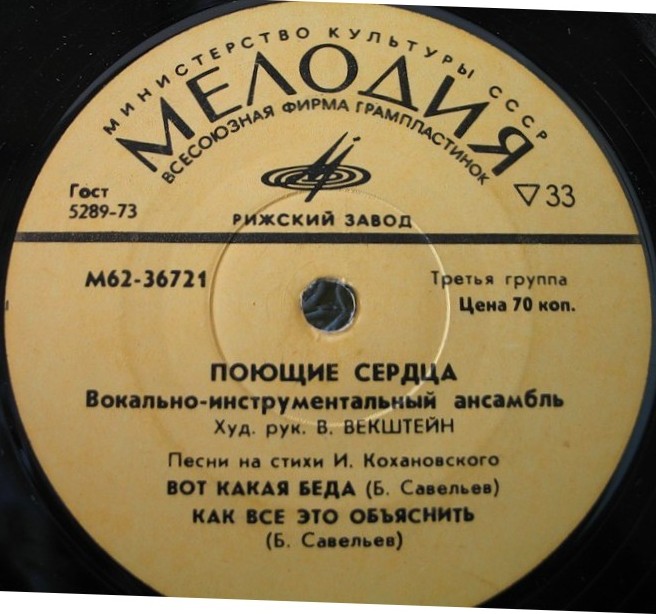 МИНИСТЕРСТВО КУЛЬТУРЫ СССР
МЕЛОДИЯ
ВСЕСОЮЗНАЯ ФИРМА ГРАМПЛАСТИНОК
Гост
5289-73
▽33
РИЖСКИЙ ЗАВОД
М62-36721
Третья группа
Цена 70 коп.
ПОЮЩИЕ СЕРДЦА
Вокально-инструментальный ансамбль
Худ. рук. В. ВЕКШТЕЙН
Песни на стихи И. Кохановского
ВОТ КАКАЯ БЕДА (Б. Савельев)
КАК ВСЕ ЭТО ОБЪЯСНИТЬ
(Б. Савельев)